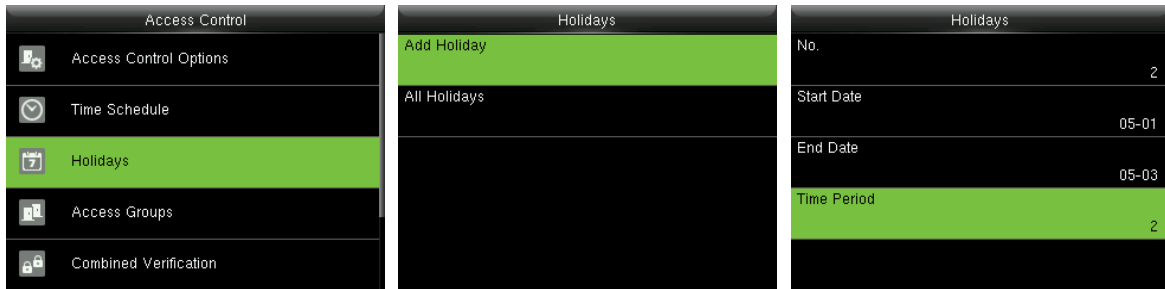 Access Control
Access Control Options
Time Schedule
7
Holidays
Access Groups
Combined Verification
Holidays
Add Holiday
All Holidays
Holidays
No.
2
Start Date
05-01
End Date
05-03
Time Period
2